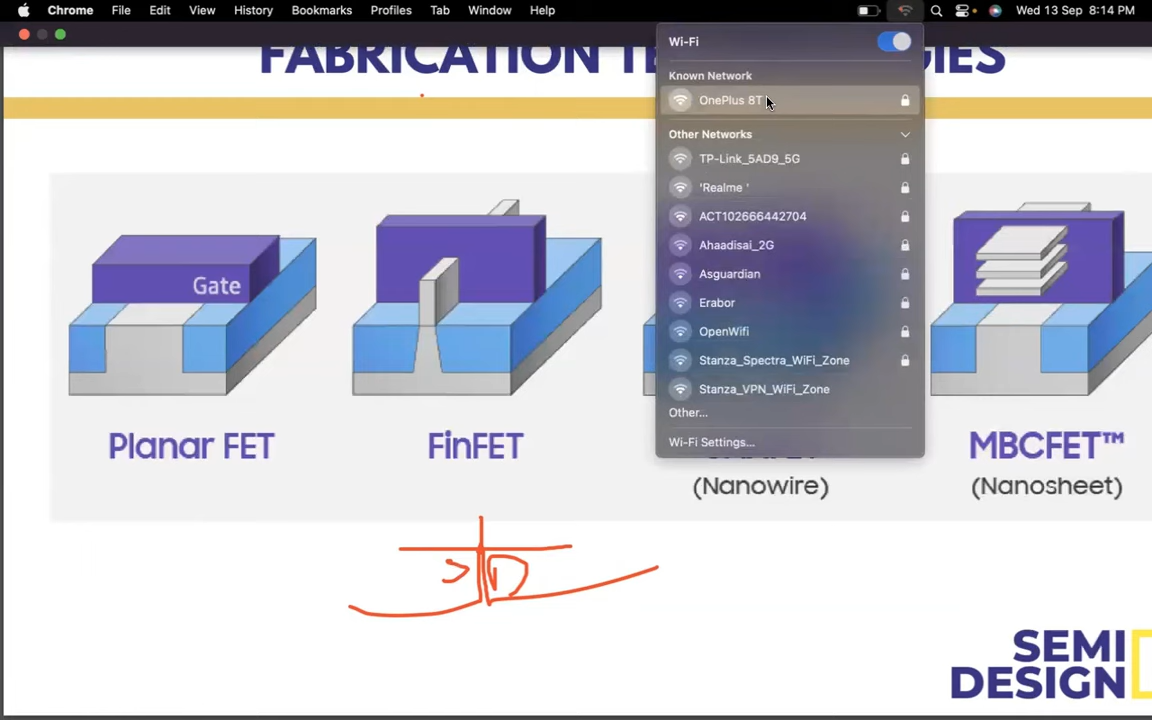 Chrome File Edit View History Bookmarks Profiles Tab Window Help Wed 13 Sep 8:14 PM
FABRICATION
Wi-Fi
Known Network
OnePlus 8T
Other Networks
TP-Link_5AD9_5G
'Realme '
ACT102666442704
Ahaadisai_2G
Asguardian
Erabor
OpenWifi
Stanza_Spectra_WiFi_Zone
Stanza_VPN_WiFi_Zone
Other...
Wi-Fi Settings...
Gate
Planar FET
FinFET
(Nanowire)
MBCFET™
(Nanosheet)
D
SEMI
DESIGN